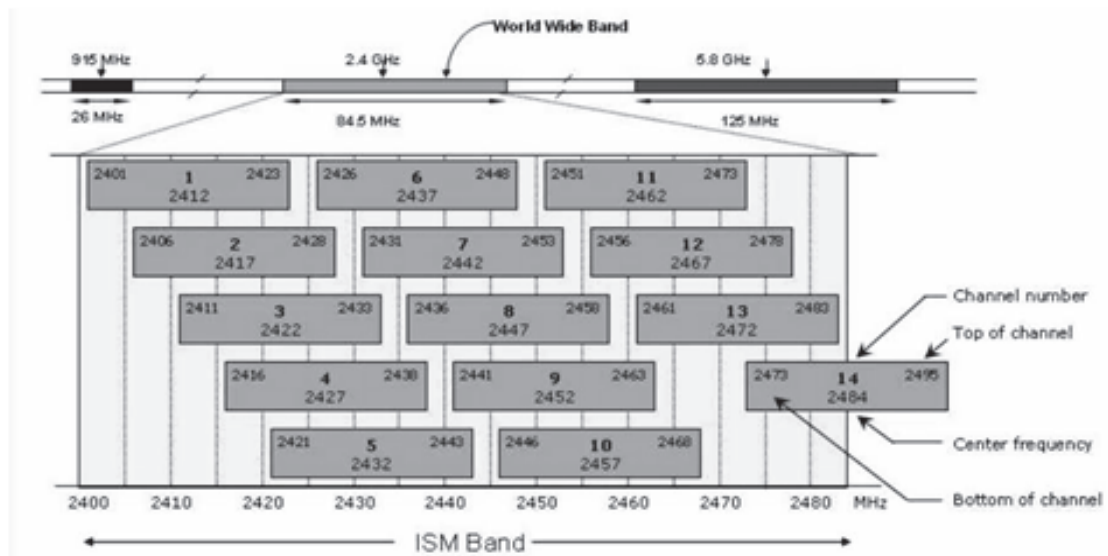 World Wide Band
915 MHz 2.4 GHz 5.8 GHz
26 MHz 84.5 MHz 125 MHz
2401 1 2423 2426 6 2448 2451 11 2473
2412 2437 2462
2406 2 2428 2431 7 2453 2456 12 2478
2417 2442 2467
2411 3 2433 2436 8 2458 2461 13 2483
2422 2447 2472
Channel number
Top of channel
2416 4 2438 2441 9 2463 2473 14 2495
2427 2452 2484
2421 5 2443 2446 10 2468
2432 2457
Center frequency
Bottom of channel
2400 2410 2420 2430 2440 2450 2460 2470 2480 MHz
ISM Band